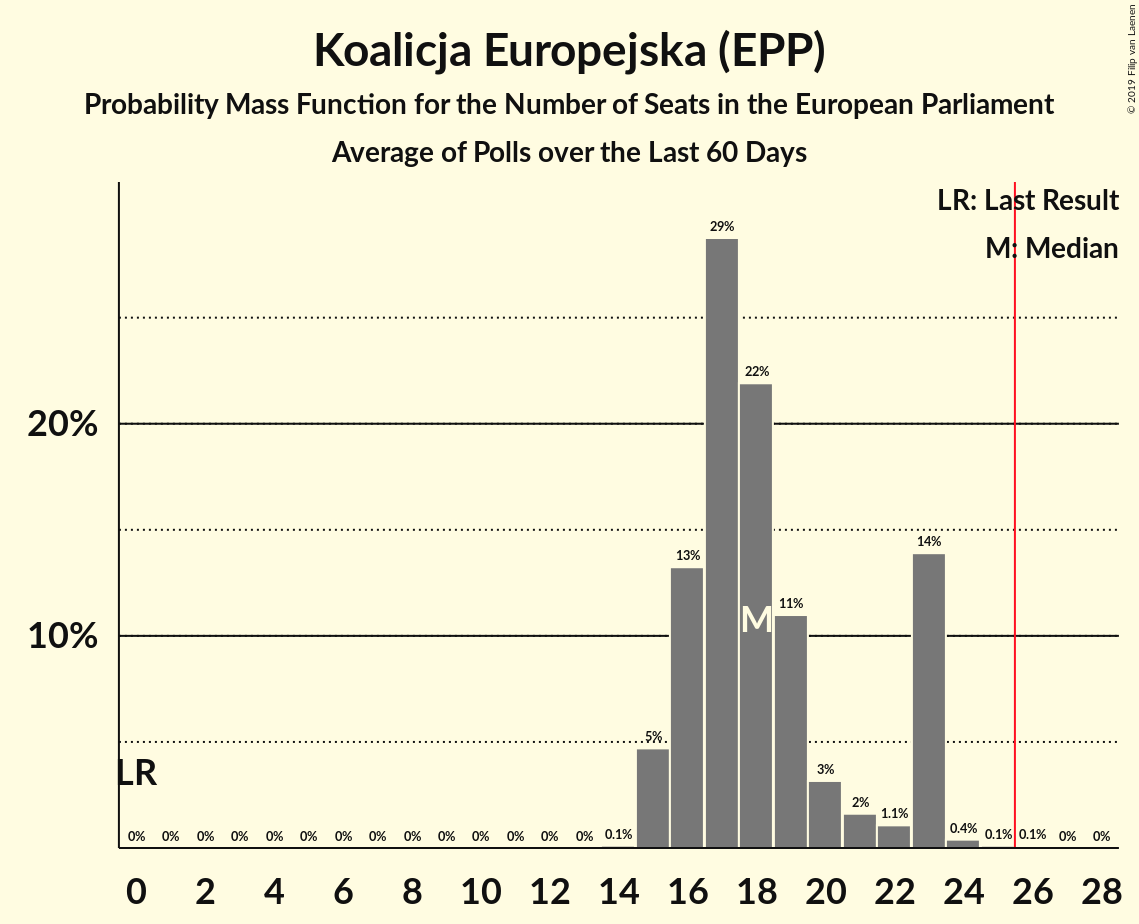 Koalicja Europejska (EPP)
Probability Mass Function for the Number of Seats in the European Parliament
Average of Polls over the Last 60 Days
© 2019 Filip van Laenen
LR: Last Result
M: Median
29%
22%
20%
13%
14%
11%
M
10%
5%
LR
3%
2%
1.1%
0% 0% 0% 0% 0% 0% 0% 0% 0% 0% 0% 0% 0% 0% 0.1% 0.4% 0.1% 0.1% 0% 0%
0 2 4 6 8 10 12 14 16 18 20 22 24 26 28